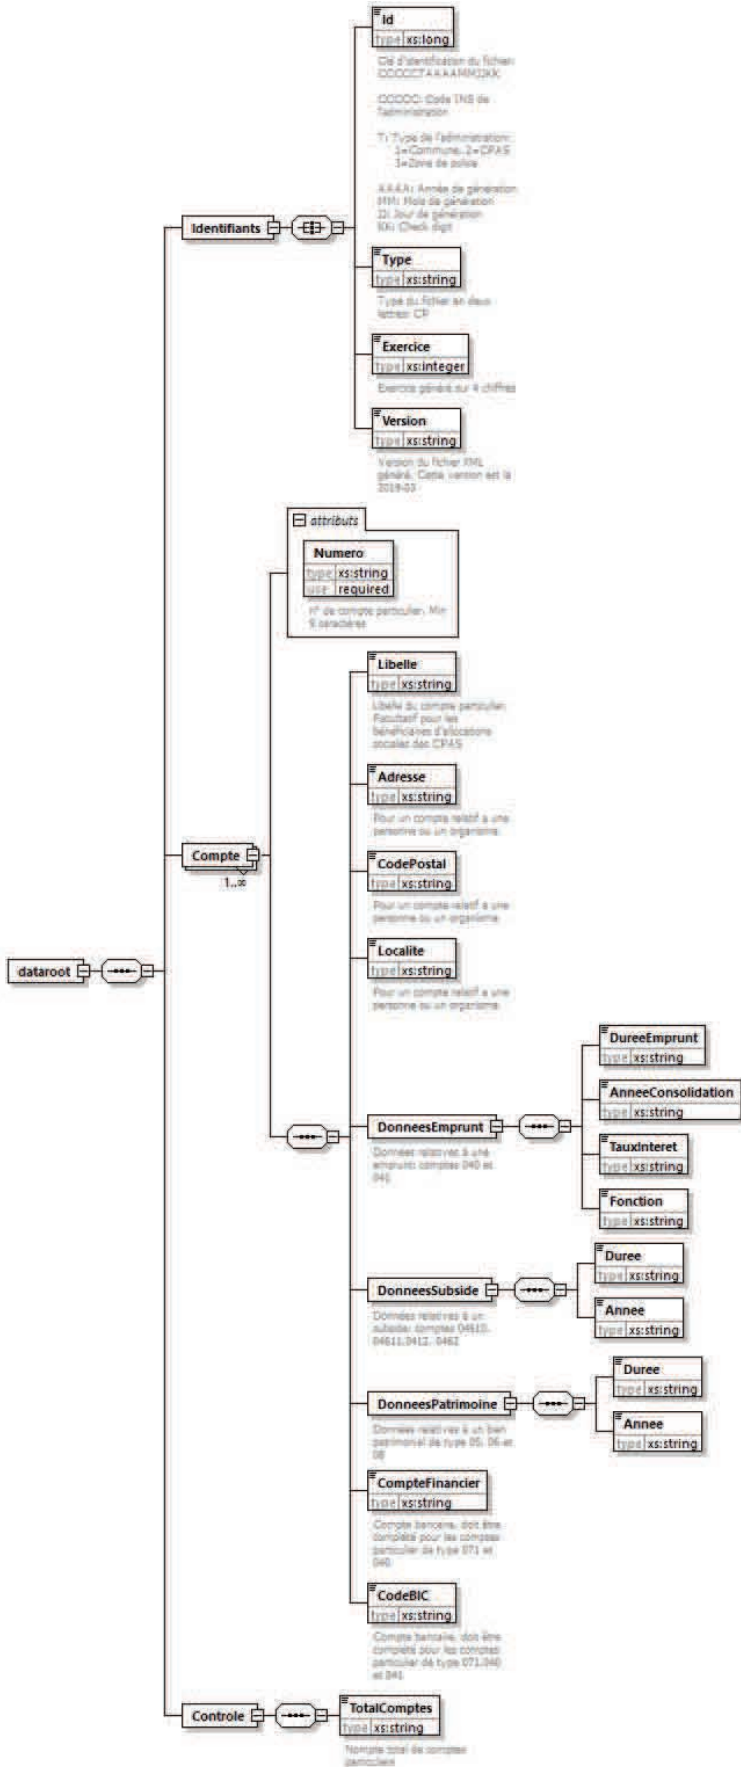 Id
type xs:long
Clé d'identification du fichier:
CCCCCTAAAAMMJJKK
CCCCC: Code INS de
l'administration
T: Type de l'administration:
1=Commune, 2=CPAS
3=Zone de police
AAAA: Année de génération
MM: Mois de génération
JJ: Jour de génération
KK: Check digit
Identifiants
Type
type xs:string
Type du fichier en deux
lettres: CP
Exercice
type xs:integer
Exercice généré sur 4 chiffres
Version
type xs:string
Version du fichier XML
généré. Cette version est la
2019-03
attributs
Numero
type xs:string
use required
n° de compte particulier. Min
9 caractères
Libelle
type xs:string
Libellé du compte particulier.
Facultatif pour les
bénéficiaires d'allocations
sociales des CPAS
Adresse
type xs:string
Pour un compte relatif a une
personne ou un organisme
Compte
1..∞
CodePostal
type xs:string
Pour un compte relatif a une
personne ou un organisme
Localite
type xs:string
Pour un compte relatif a une
personne ou un organisme
dataroot
DonneesEmprunt
Données relatives à une
emprunt: comptes 040 et
041
DureeEmprunt
type xs:string
AnneeConsolidation
type xs:string
TauxInteret
type xs:string
Fonction
type xs:string
DonneesSubside
Données relatives à un
subside: comptes 04610,
04611,0412, 0462
Duree
type xs:string
Annee
type xs:string
DonneesPatrimoine
Données relatives à un bien
patrimonial de type 05, 06 et
08
Duree
type xs:string
Annee
type xs:string
CompteFinancier
type xs:string
Compte bancaire, doit être
complété pour les comptes
particulier de type 071 et
040
CodeBIC
type xs:string
Compte bancaire, doit être
complété pour les comptes
particulier de type 071,040
et 041
Controle
TotalComptes
type xs:string
total de comptes
particuliers